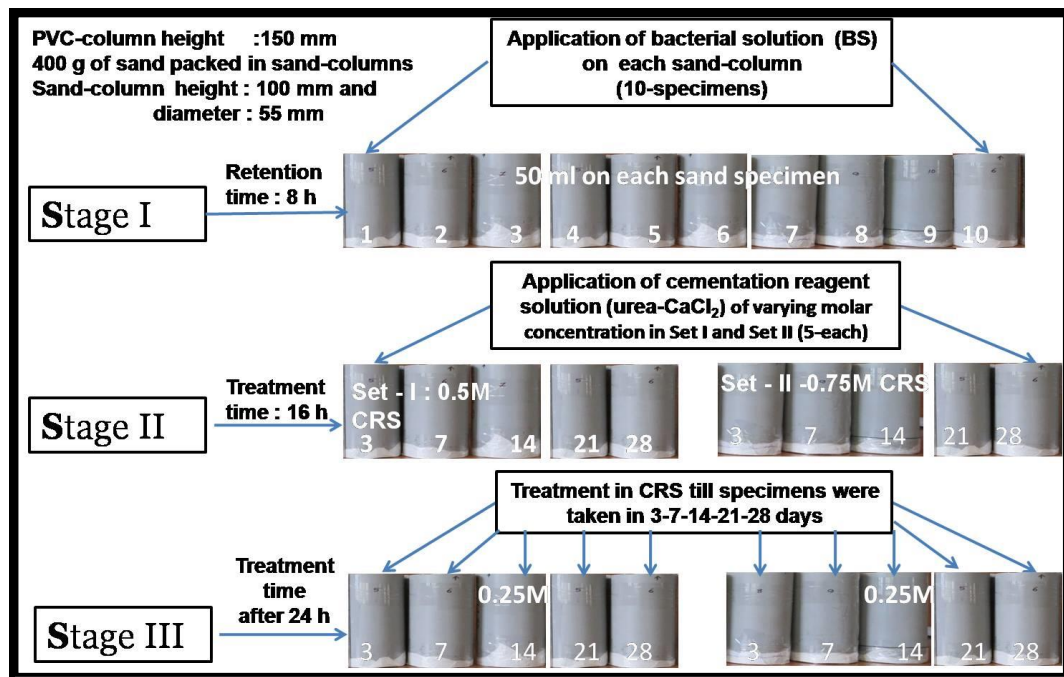 PVC-column height :150 mm
400 g of sand packed in sand-columns
Sand-column height : 100 mm and
diameter : 55 mm
Application of bacterial solution (BS)
on each sand-column
(10-specimens)
Stage I
Retention
time : 8 h
50 ml on each sand specimen
1 2 3 4 5 6 7 8 9 10
Application of cementation reagent
solution (urea-CaCl₂) of varying molar
concentration in Set I and Set II (5-each)
Stage II
Treatment
time : 16 h
Set - I : 0.5M
CRS
3 7 14 21 28
Set - II -0.75M CRS
3 7 14 21 28
Treatment in CRS till specimens were
taken in 3-7-14-21-28 days
Stage III
Treatment
time
after 24 h
0.25M
3 7 14 21 28
0.25M
3 7 14 21 28